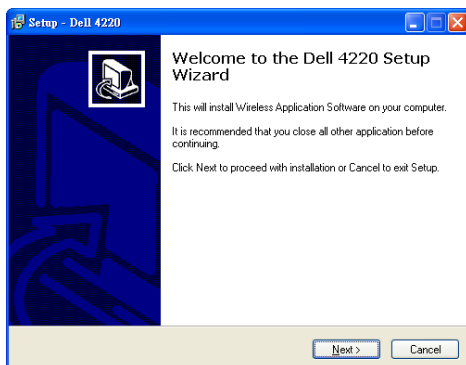 Setup - Dell 4220
Welcome to the Dell 4220 Setup
Wizard
This will install Wireless Application Software on your computer.
It is recommended that you close all other application before
continuing.
Click Next to proceed with installation or Cancel to exit Setup.
Next >
Cancel